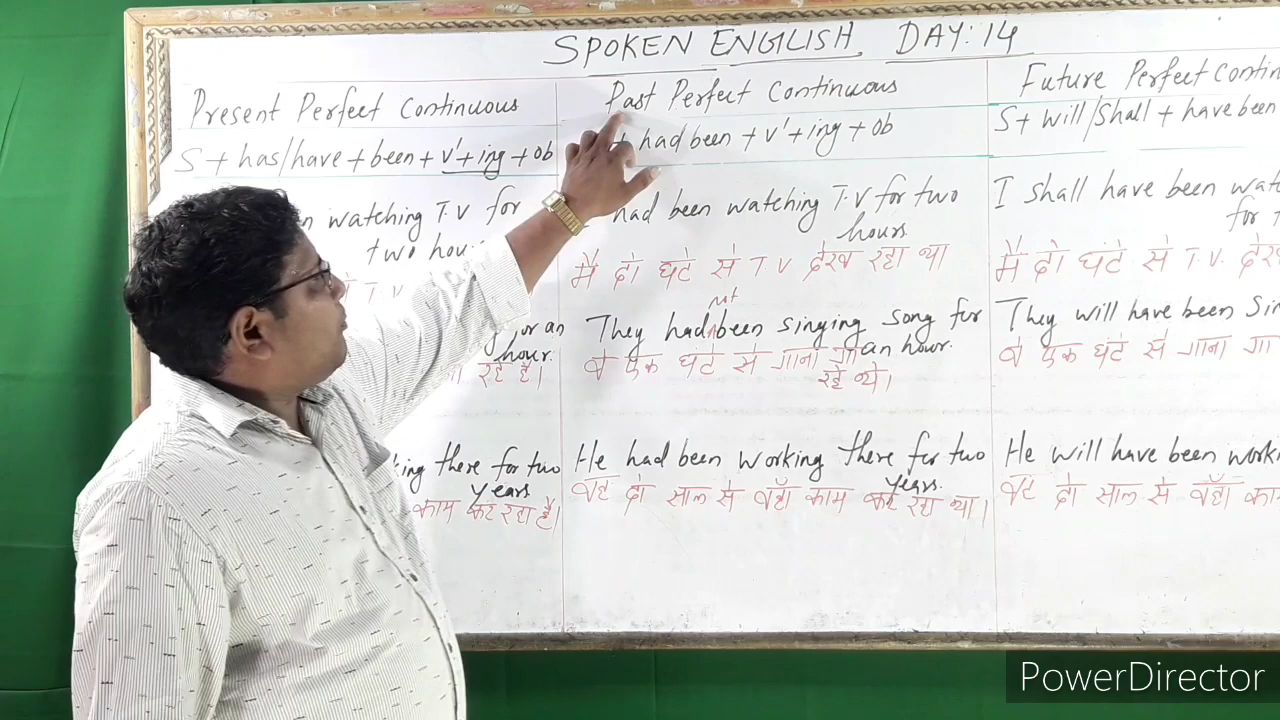 SPOKEN ENGLISH DAY: 14
Present Perfect Continuous
S + has/have + been + v' + ing + ob
watching T.V for
two hou
T.V
for an
hour.
रहे हैं।
king there for two
years
काम कर रहा है।
Past Perfect Continuous
+ had been + v' + ing + ob
had been watching T.V for two
hours
मैं दो घंटे से T.V देख रहा था
not
They had been singing song for
an hour.
वे एक घंटे से गाना गा
रहे थे।
He had been working there for two
years.
वह दो साल से वहाँ काम कर रहा था।
Future Perfect Contin
S + will/shall + have been
I shall have been wat
for t
मैं दो घंटे से T.V. देख
They will have been sin
वे एक घंटे से गाना गा
He will have been worki
वह दो साल से वहाँ का
PowerDirector